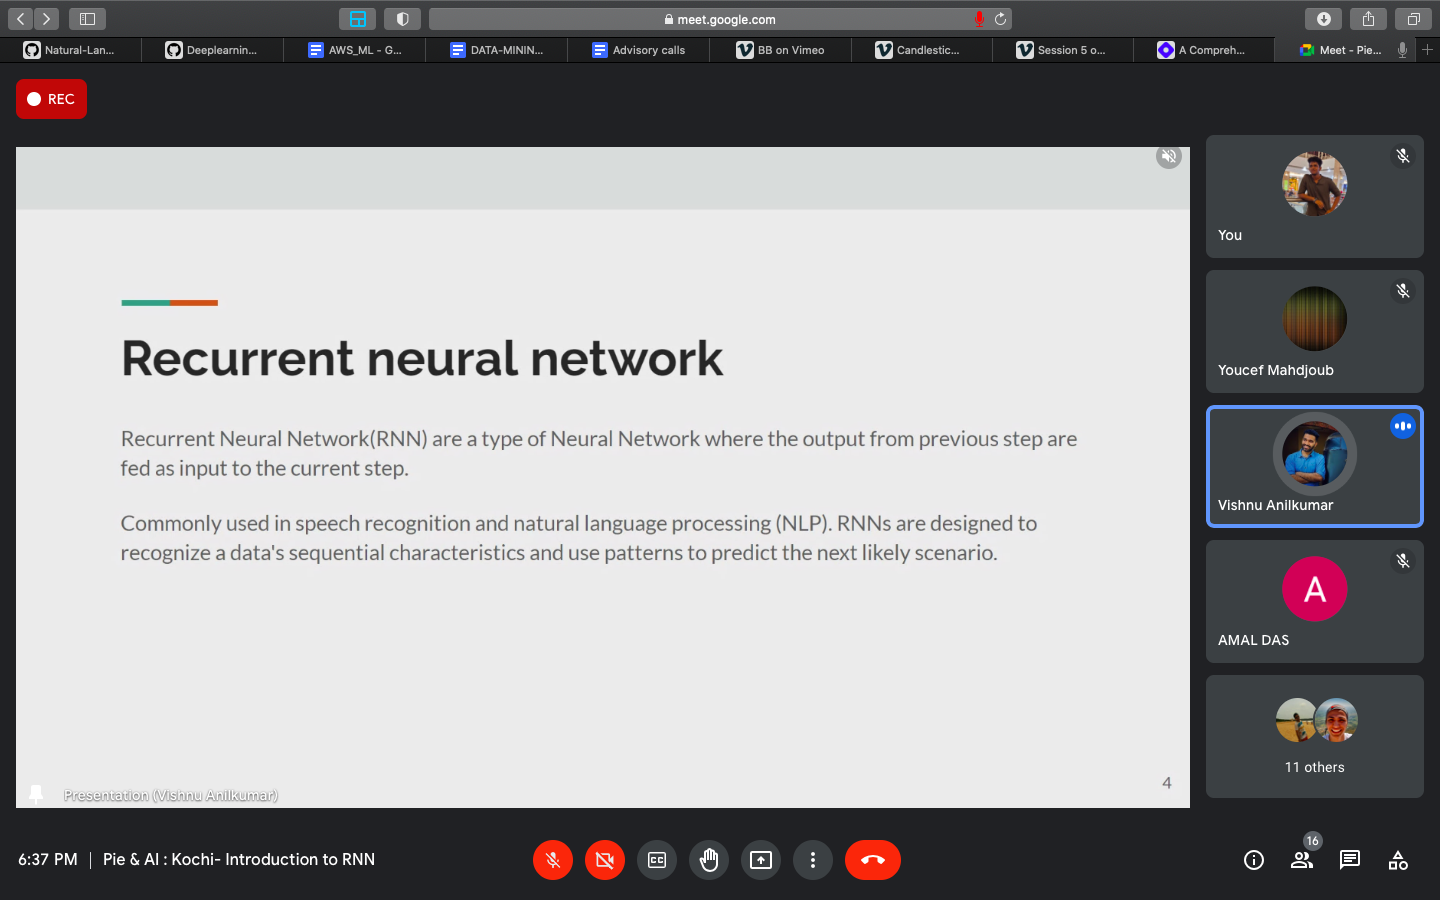 meet.google.com
Natural-Lan...
Deeplearnin...
AWS_ML - G...
DATA-MININ...
Advisory calls
BB on Vimeo
Candlestic...
Session 5 o...
A Compreh...
Meet - Pie...
REC
Recurrent neural network
Recurrent Neural Network(RNN) are a type of Neural Network where the output from previous step are
fed as input to the current step.
Commonly used in speech recognition and natural language processing (NLP). RNNs are designed to
recognize a data's sequential characteristics and use patterns to predict the next likely scenario.
4
Presentation (Vishnu Anilkumar)
You
Youcef Mahdjoub
Vishnu Anilkumar
A
AMAL DAS
11 others
6:37 PM | Pie & AI : Kochi- Introduction to RNN
CC
16